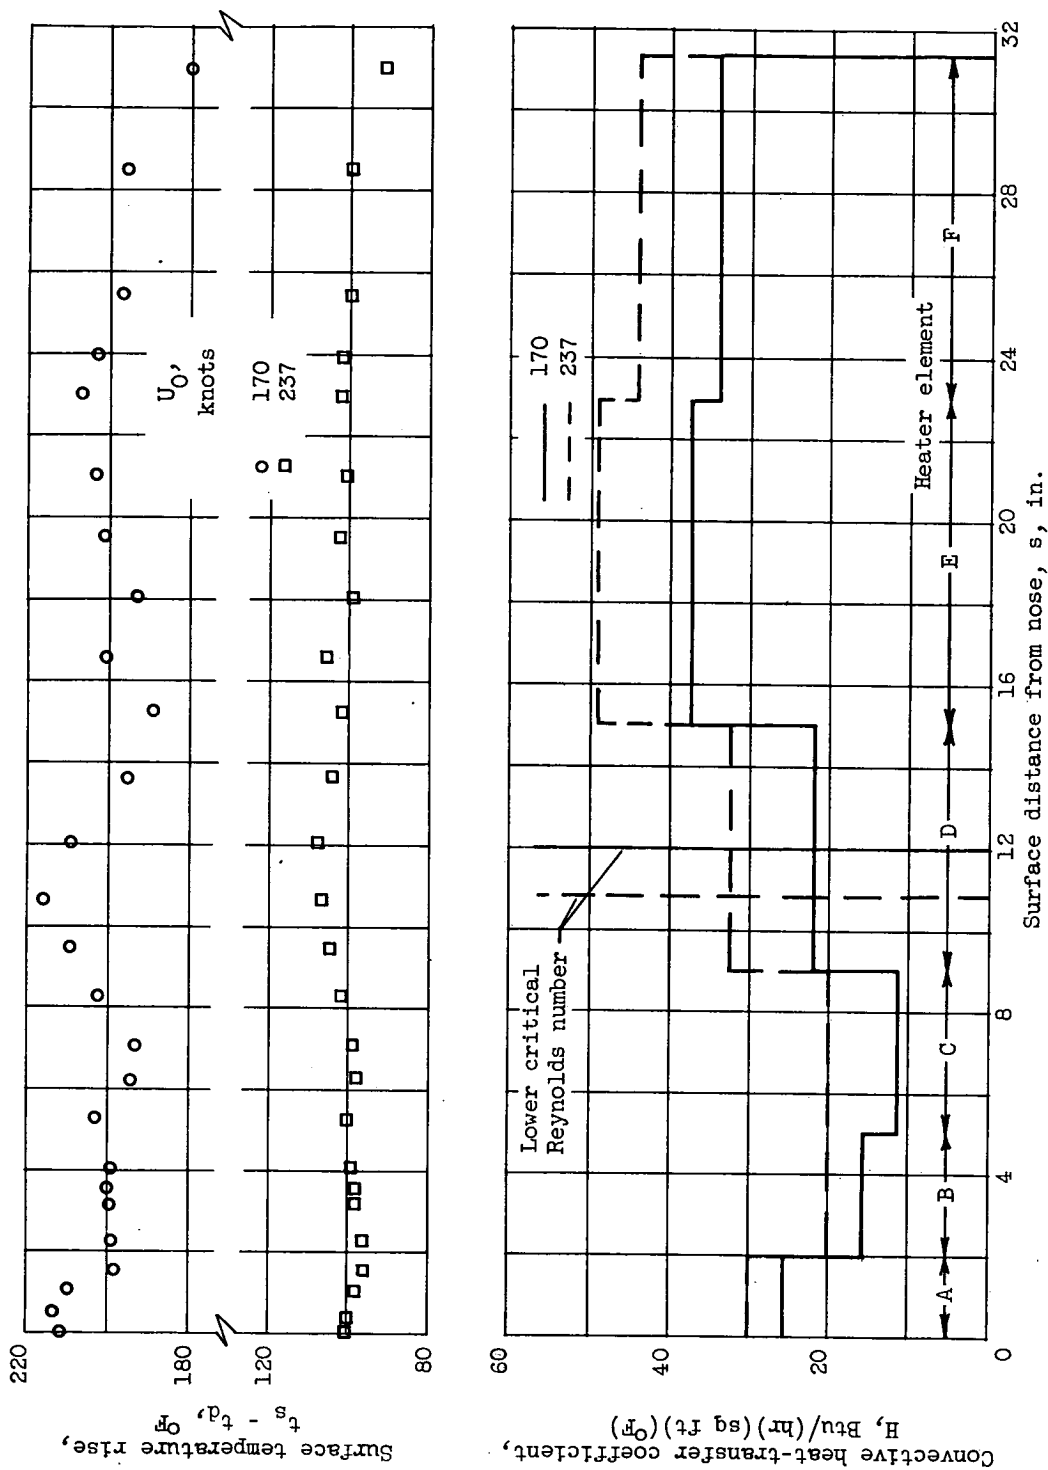 Surface temperature rise,
t_s - t_d, °F
220
200
180
120
100
80
U_0,
knots
170
237
Convective heat-transfer coefficient,
H, Btu/(hr)(sq ft)(°F)
60
40
20
0
170
237
Lower critical
Reynolds number
Heater element
A
B
C
D
E
F
4
8
12
16
20
24
28
32
Surface distance from nose, s, in.